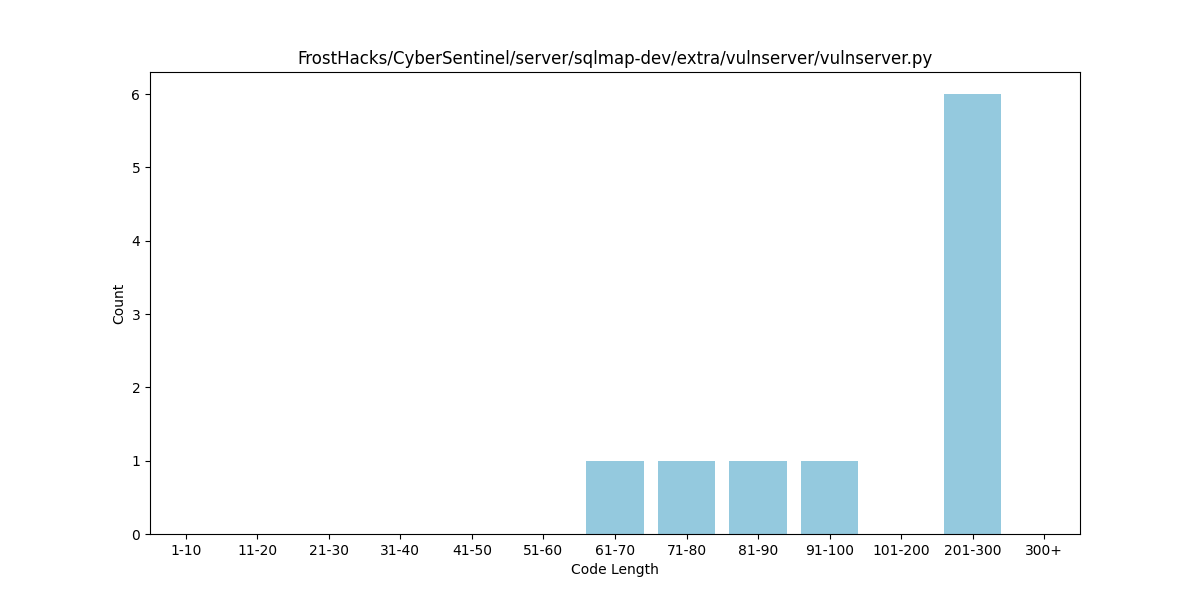 FrostHacks/CyberSentinel/server/sqlmap-dev/extra/vulnserver/vulnserver.py
6
5
4
3
2
1
0
Count
1-10 11-20 21-30 31-40 41-50 51-60 61-70 71-80 81-90 91-100 101-200 201-300 300+
Code Length